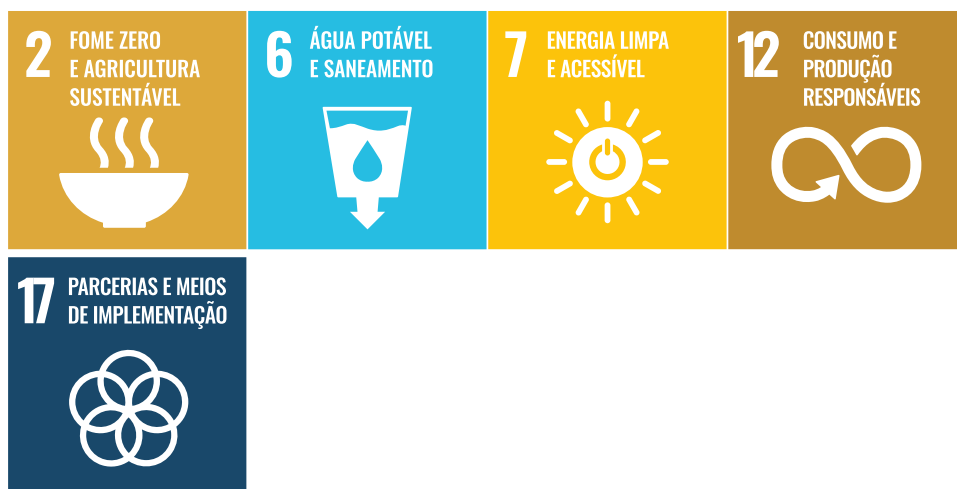 2 FOME ZERO
E AGRICULTURA
SUSTENTÁVEL
6 ÁGUA POTÁVEL
E SANEAMENTO
7 ENERGIA LIMPA
E ACESSÍVEL
12 CONSUMO E
PRODUÇÃO
RESPONSÁVEIS
17 PARCERIAS E MEIOS
DE IMPLEMENTAÇÃO